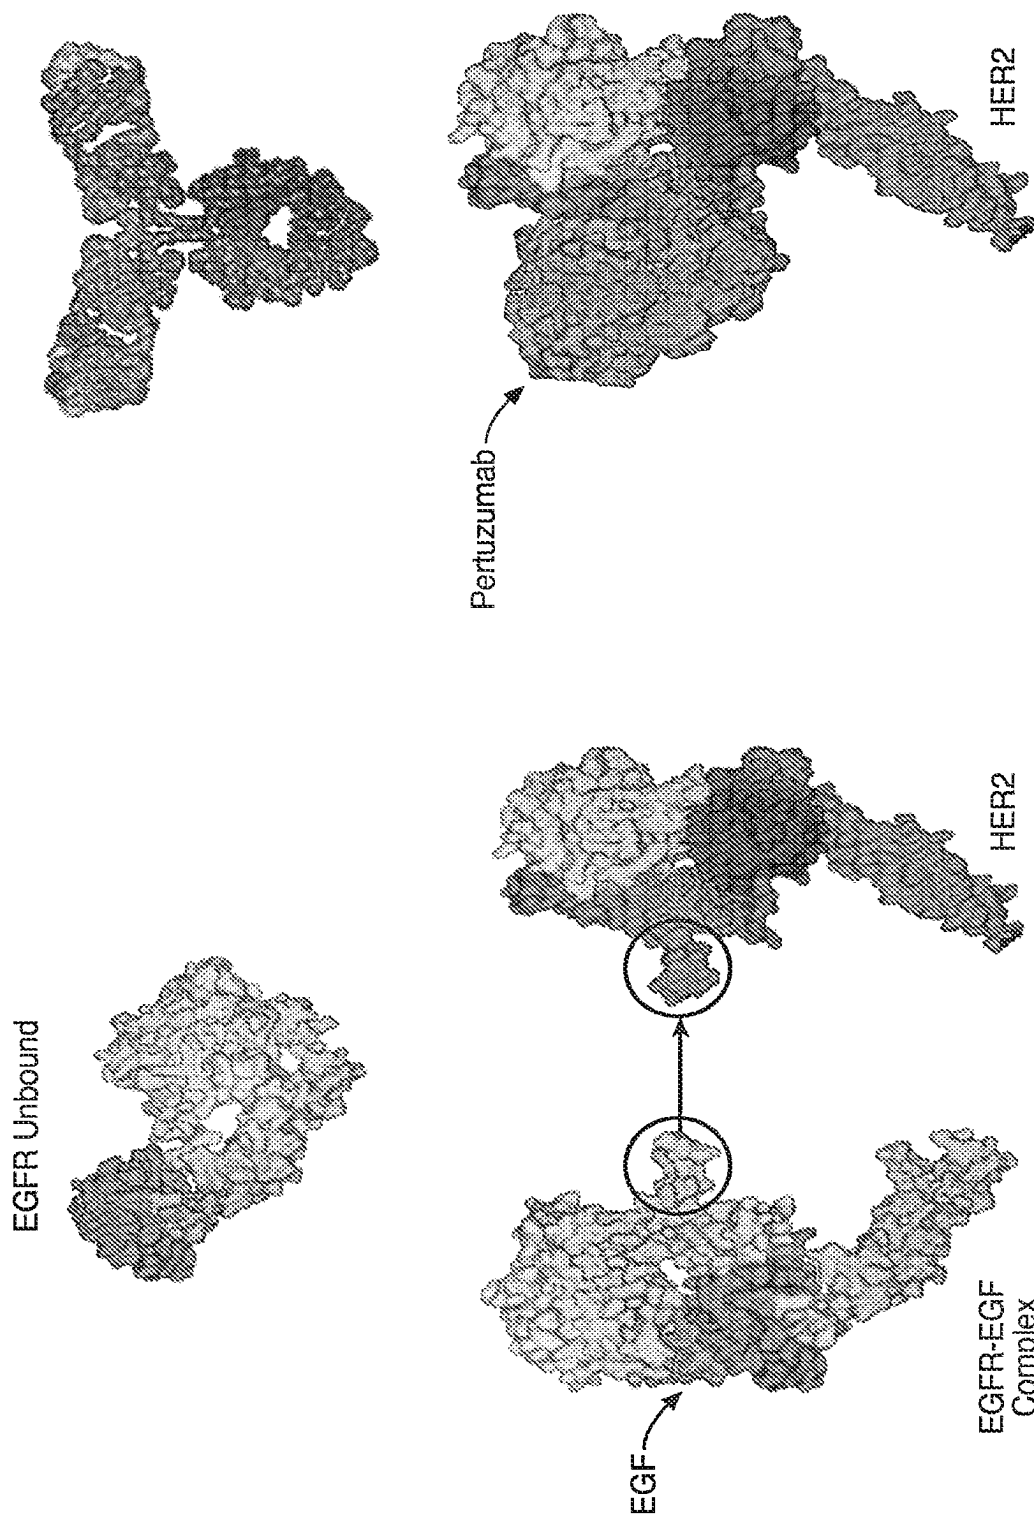 EGFR Unbound
EGF
EGFR-EGF
Complex
HER2
Pertuzumab
HER2